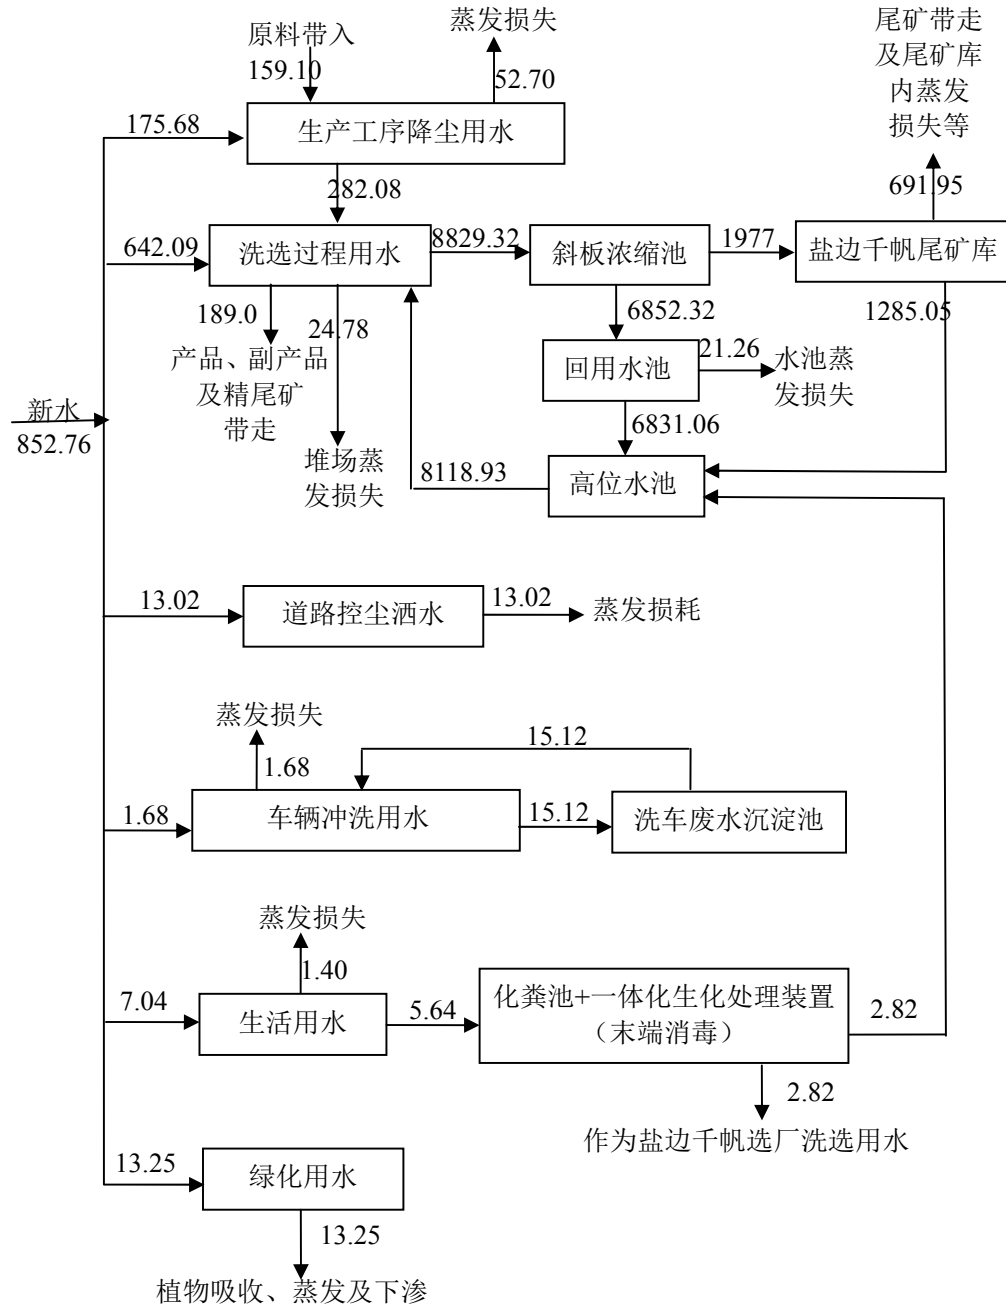 原料带入
159.10
蒸发损失
52.70
尾矿带走
及尾矿库
内蒸发
损失等
691.95
175.68
生产工序降尘用水
282.08
642.09
洗选过程用水
8829.32
斜板浓缩池
1977
盐边千帆尾矿库
1285.05
189.0
24.78
产品、副产品
及精尾矿
带走
堆场蒸
发损失
6852.32
回用水池
21.26
水池蒸
发损失
6831.06
高位水池
8118.93
新水
852.76
13.02
道路控尘洒水
13.02
蒸发损耗
蒸发损失
1.68
15.12
1.68
车辆冲洗用水
15.12
洗车废水沉淀池
蒸发损失
1.40
7.04
生活用水
5.64
化粪池+一体化生化处理装置
（末端消毒）
2.82
2.82
作为盐边千帆选厂洗选用水
13.25
绿化用水
13.25
植物吸收、蒸发及下渗